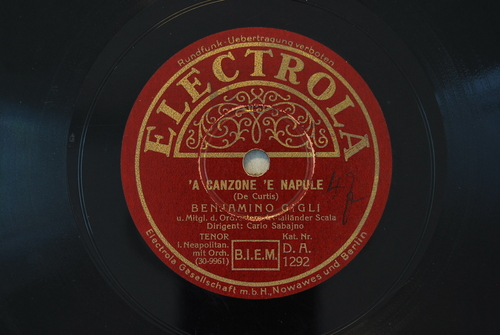 Rundfunk-Uebertragung verboten
ELECTROLA
'A CANZONE 'E NAPULE
(De Curtis)
BENJAMINO GIGLI
u. Mitgl. d. Orchesters d. Mailänder Scala
Dirigent: Carlo Sabajno
TENOR
I. Neapolitan.
mit Orch.
(30-9961)
B.I.E.M.
Kat. Nr.
D.A.
1292
Electrola Gesellschaft m.b.H., Nowawes und Berlin